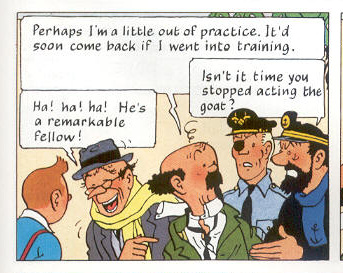 Perhaps I'm a little out of practice. It'd
soon come back if I went into training.
Isn't it time you
stopped acting the
goat?
Ha! ha! ha! He's
a remarkable
fellow!